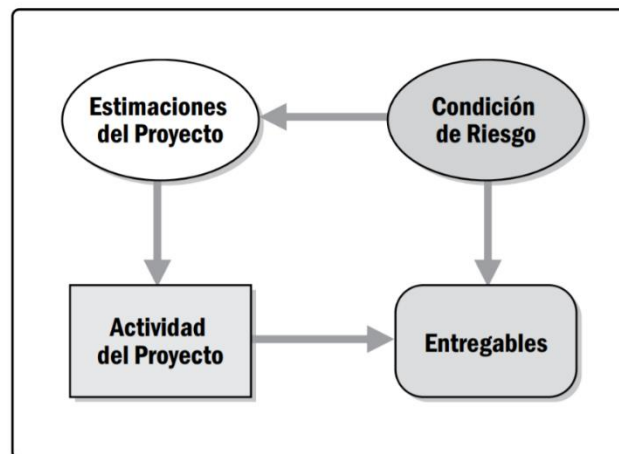 Estimaciones
del Proyecto
Condición
de Riesgo
Actividad
del Proyecto
Entregables